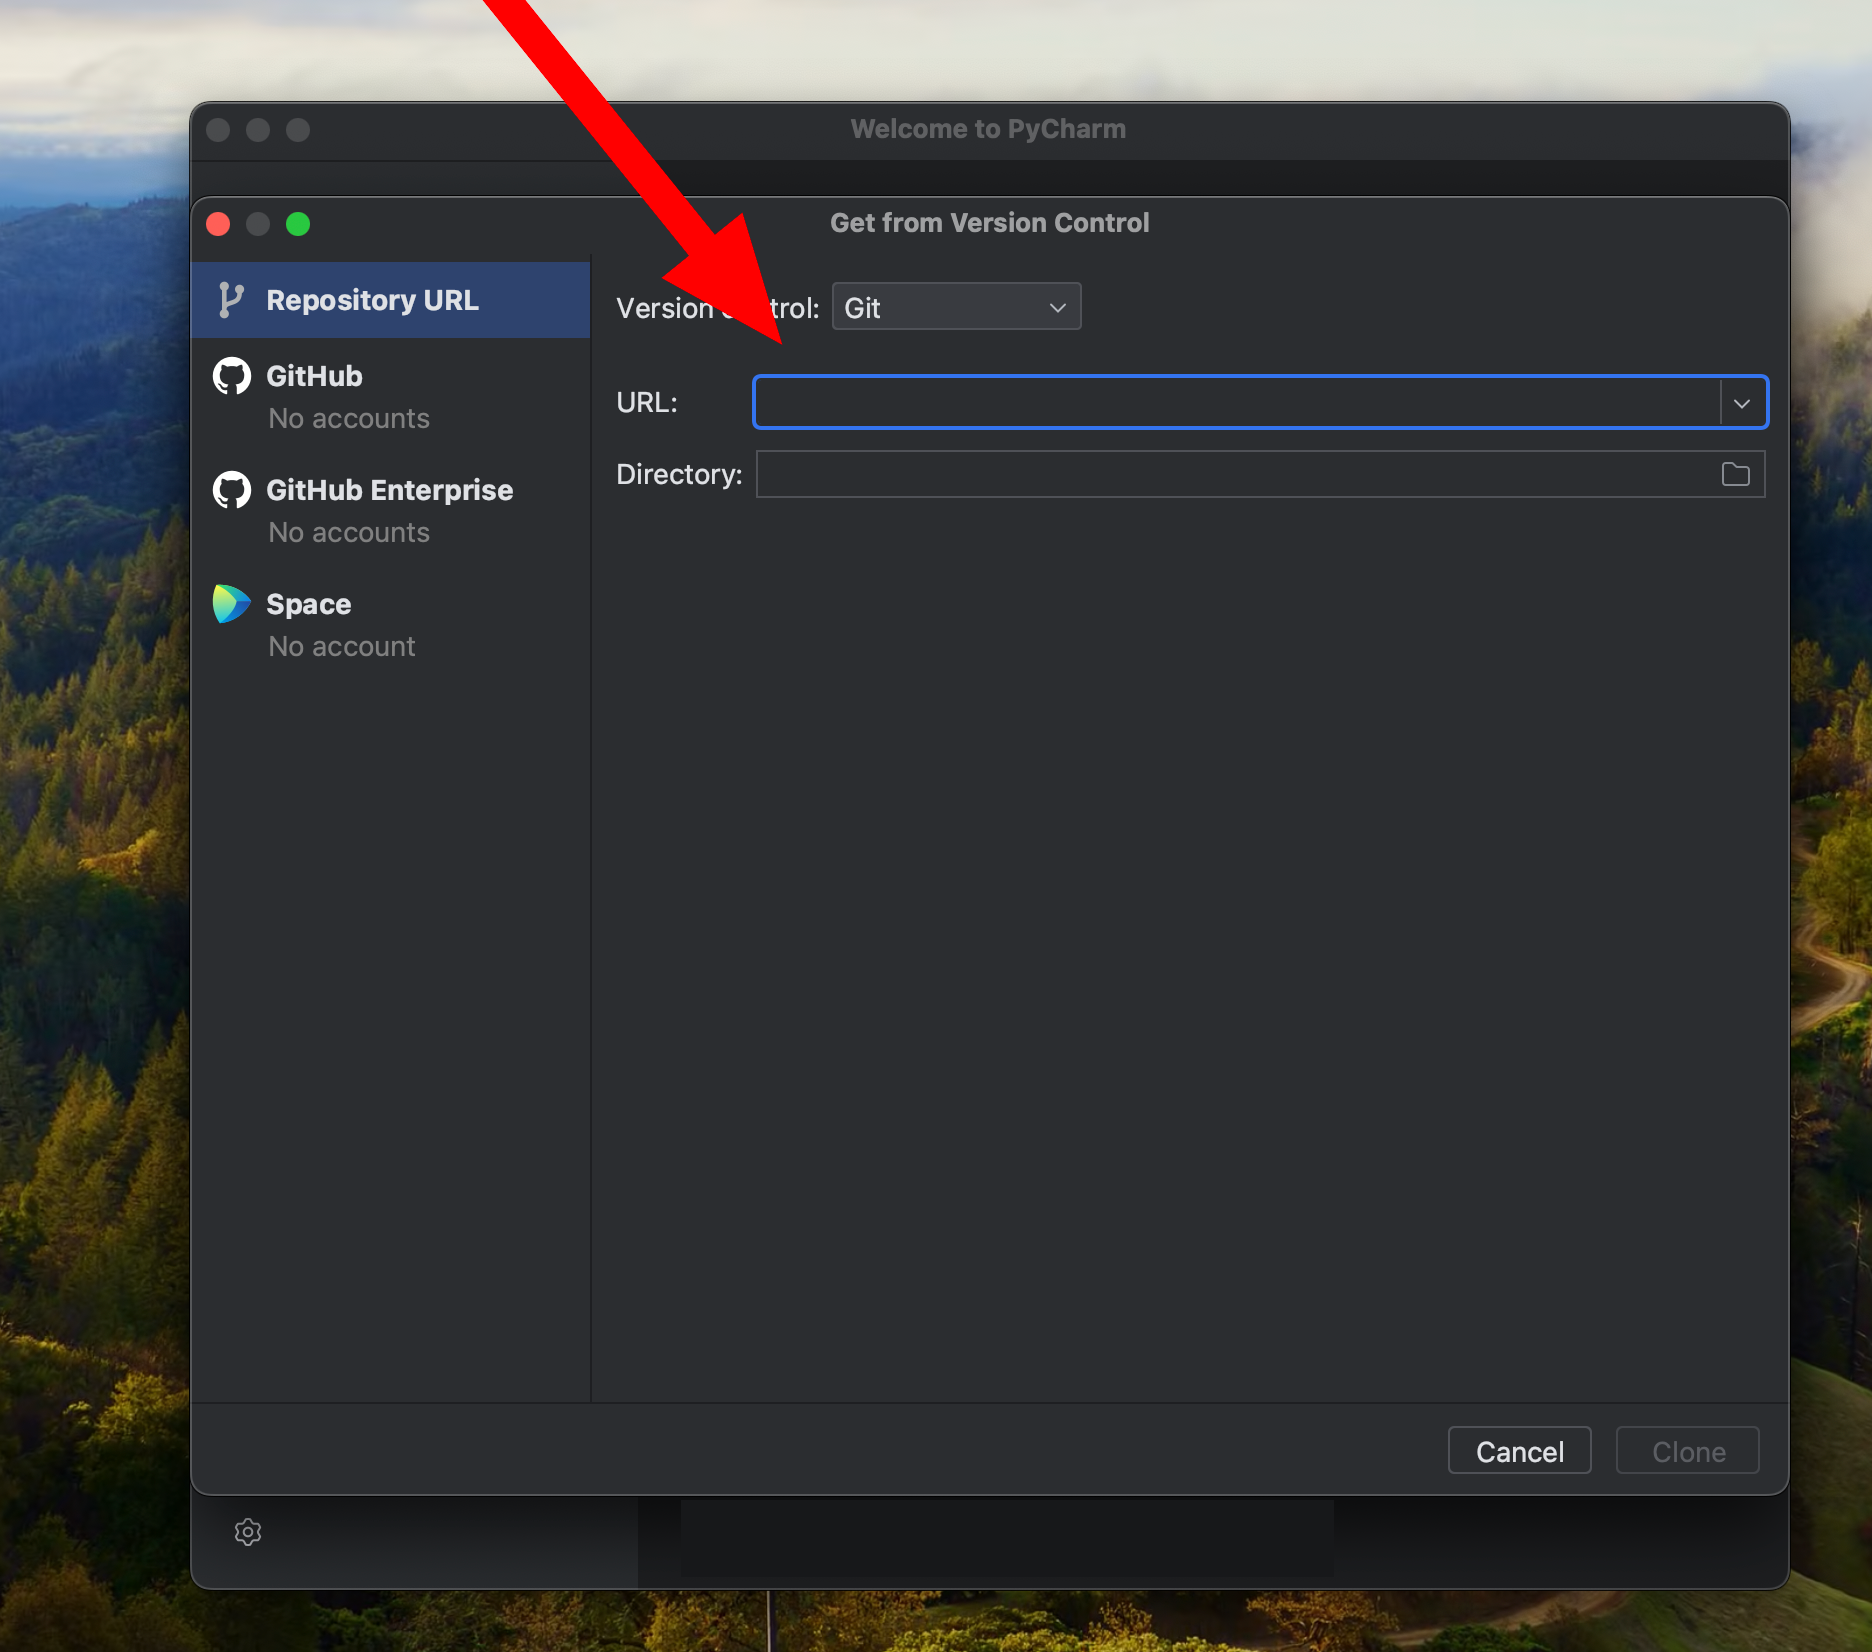 Welcome to PyCharm
Get from Version Control
Repository URL
GitHub
No accounts
GitHub Enterprise
No accounts
Space
No account
Version trol: Git
URL:
Directory:
Cancel
Clone